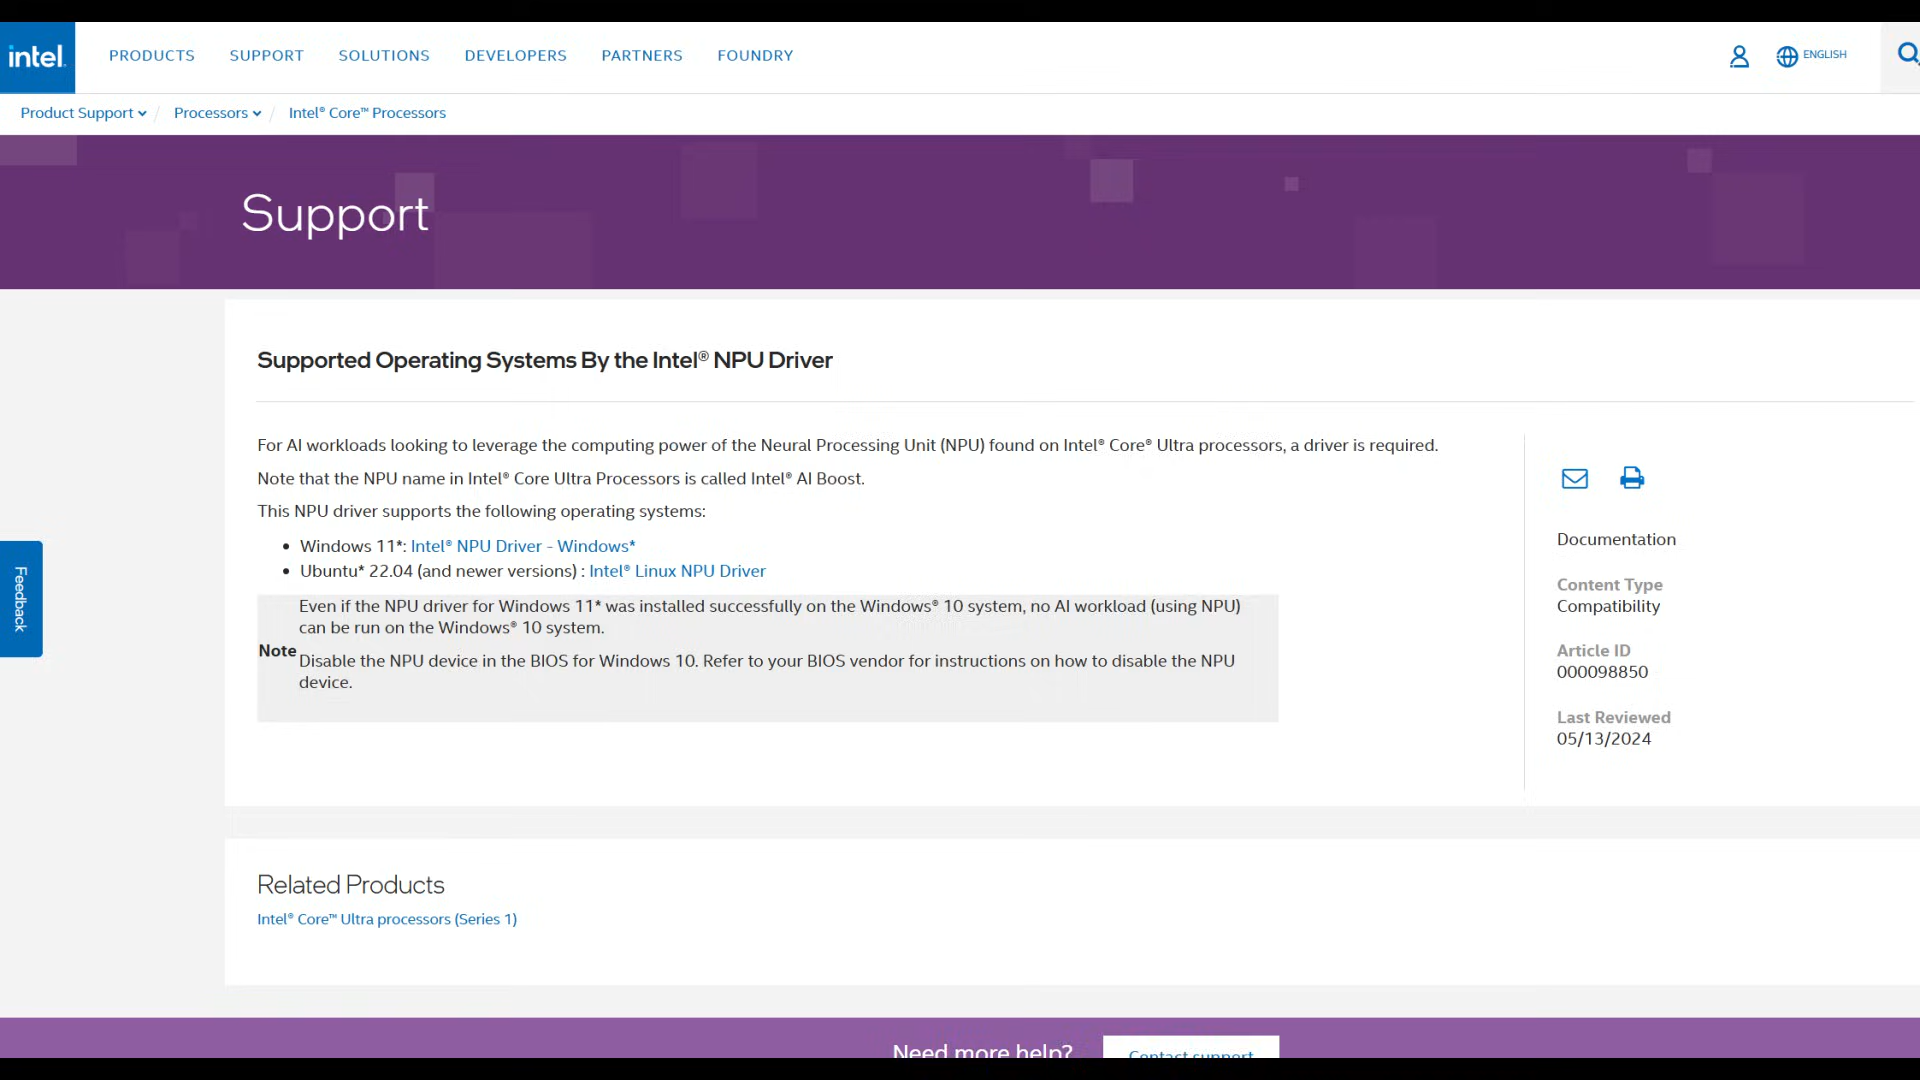 intel.
PRODUCTS SUPPORT SOLUTIONS DEVELOPERS PARTNERS FOUNDRY
ENGLISH
Product Support / Processors / Intel® Core™ Processors
Support
Supported Operating Systems By the Intel® NPU Driver
For AI workloads looking to leverage the computing power of the Neural Processing Unit (NPU) found on Intel® Core® Ultra processors, a driver is required.
Note that the NPU name in Intel® Core Ultra Processors is called Intel® AI Boost.
This NPU driver supports the following operating systems:
• Windows 11*: Intel® NPU Driver - Windows*
• Ubuntu* 22.04 (and newer versions) : Intel® Linux NPU Driver
Note
Even if the NPU driver for Windows 11* was installed successfully on the Windows® 10 system, no AI workload (using NPU)
can be run on the Windows® 10 system.
Disable the NPU device in the BIOS for Windows 10. Refer to your BIOS vendor for instructions on how to disable the NPU
device.
Documentation
Content Type
Compatibility
Article ID
000098850
Last Reviewed
05/13/2024
Feedback
Related Products
Intel® Core™ Ultra processors (Series 1)
Need more help?
Contact support